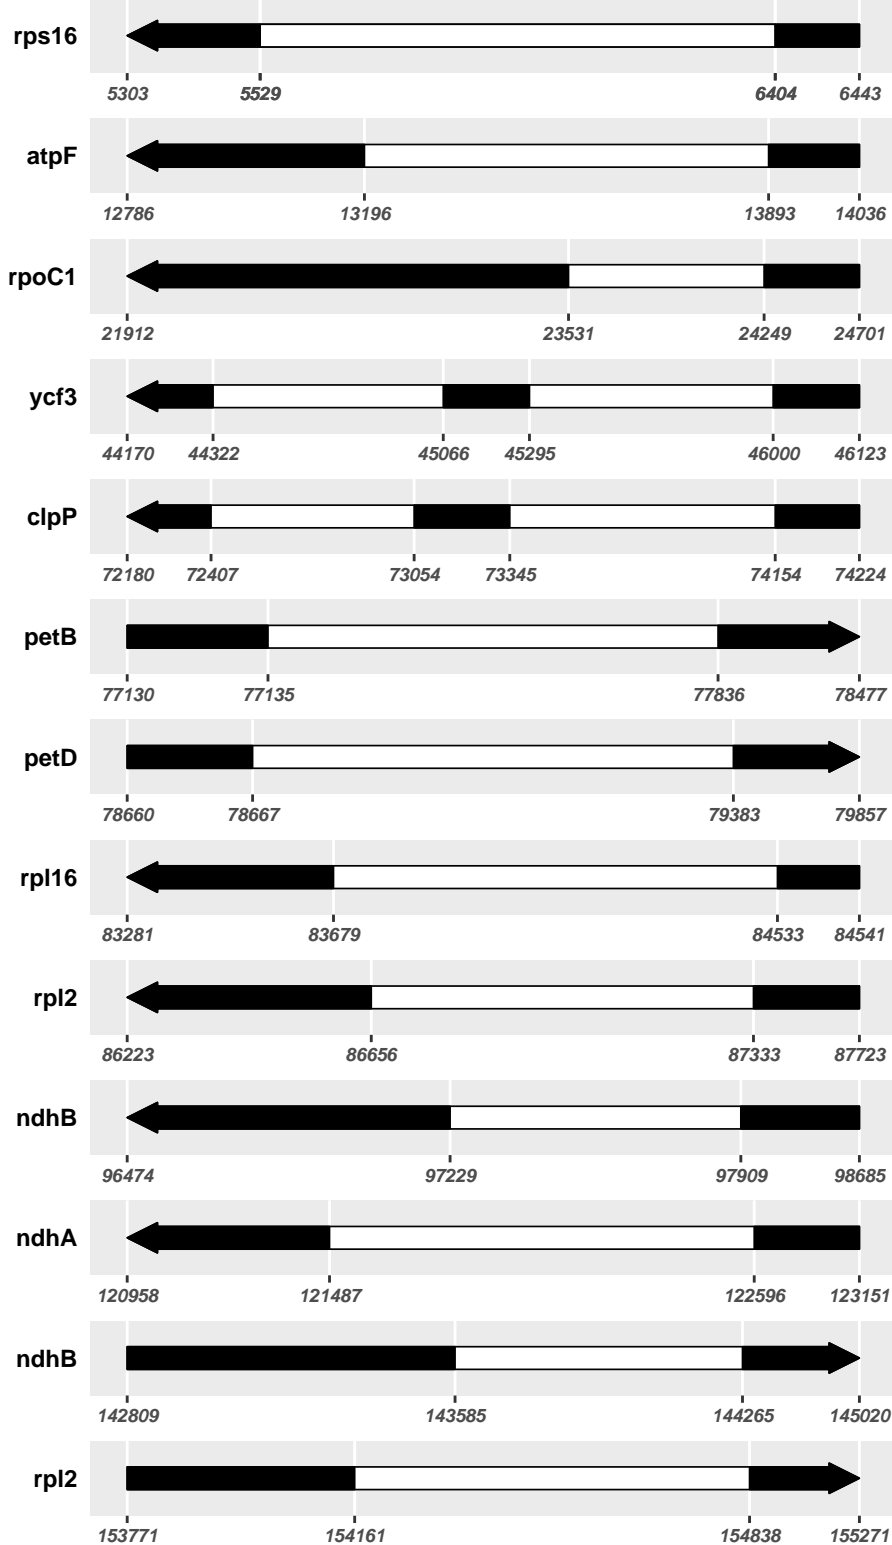 rps16
5303 5529 6404 6443
atpF
12786 13196 13893 14036
rpoC1
21912 23531 24249 24701
ycf3
44170 44322 45066 45295 46000 46123
clpP
72180 72407 73054 73345 74154 74224
petB
77130 77135 77836 78477
petD
78660 78667 79383 79857
rpl16
83281 83679 84533 84541
rpl2
86223 86656 87333 87723
ndhB
96474 97229 97909 98685
ndhA
120958 121487 122596 123151
ndhB
142809 143585 144265 145020
rpl2
153771 154161 154838 155271